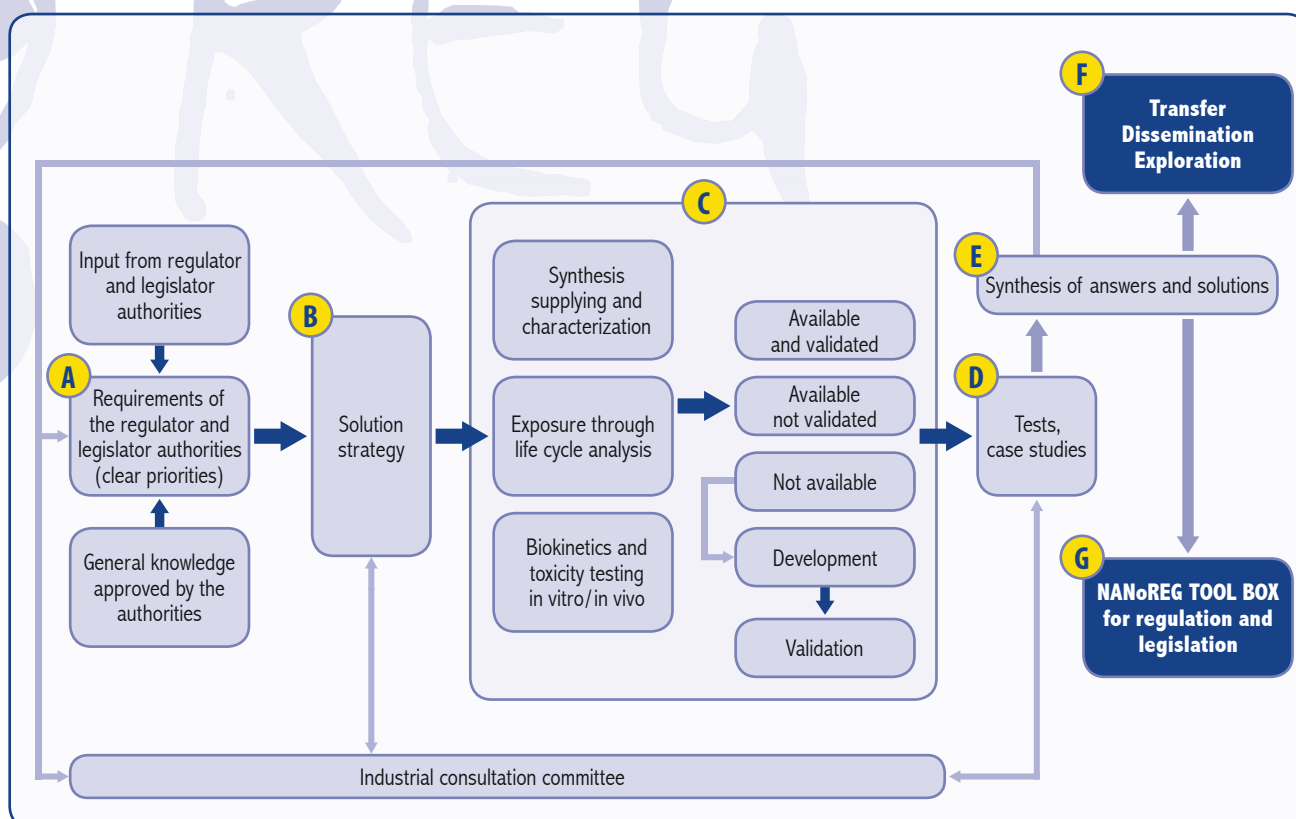 F
Transfer
Dissemination
Exploration
C
E
Synthesis of answers and solutions
Input from regulator
and legislator
authorities
B
Solution
strategy
A
Requirements of
the regulator and
legislator authorities
(clear priorities)
General knowledge
approved by the
authorities
Synthesis
supplying and
characterization
Exposure through
life cycle analysis
Biokinetics and
toxicity testing
in vitro/in vivo
Available
and validated
Available
not validated
Not available
Development
Validation
D
Tests,
case studies
G
NANoREG TOOL BOX
for regulation and
legislation
Industrial consultation committee